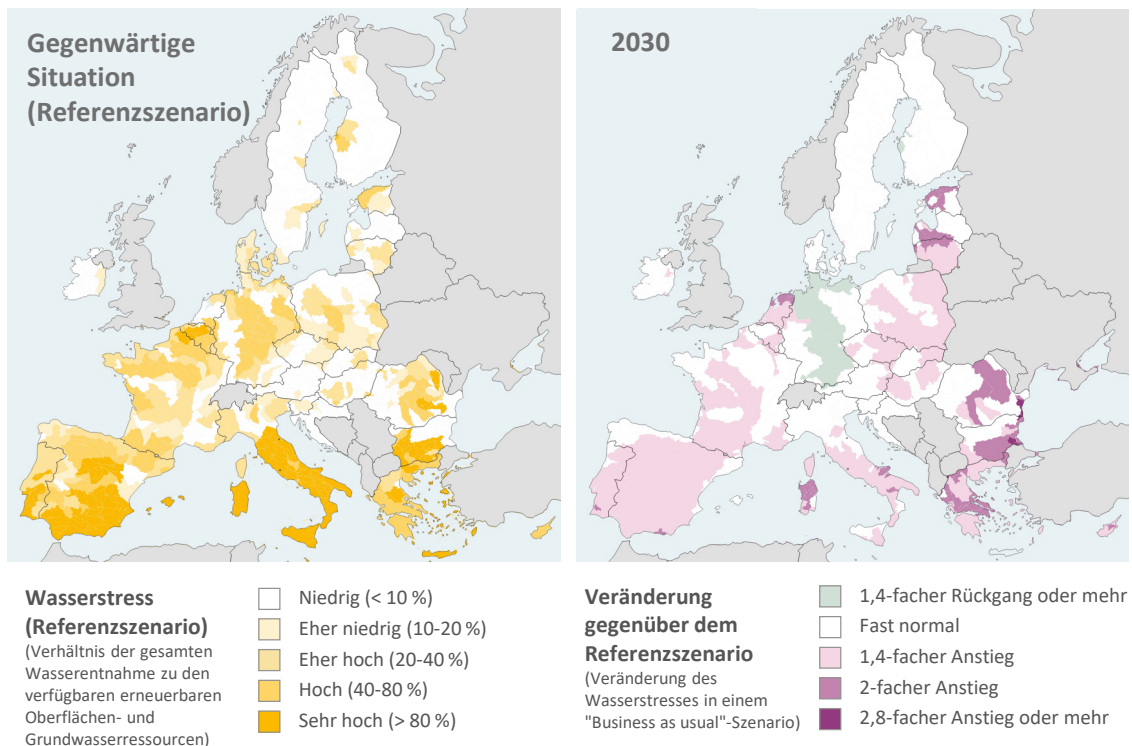 Gegenwärtige
Situation
(Referenzszenario)
2030
Wasserstress
(Referenzszenario)
(Verhältnis der gesamten
Wasserentnahme zu den
verfügbaren erneuerbaren
Oberflächen- und
Grundwasserressourcen)
Niedrig (< 10 %)
Eher niedrig (10-20 %)
Eher hoch (20-40 %)
Hoch (40-80 %)
Sehr hoch (> 80 %)
Veränderung
gegenüber dem
Referenzszenario
(Veränderung des
Wasserstresses in einem
"Business as usual"-Szenario)
1,4-facher Rückgang oder mehr
Fast normal
1,4-facher Anstieg
2-facher Anstieg
2,8-facher Anstieg oder mehr